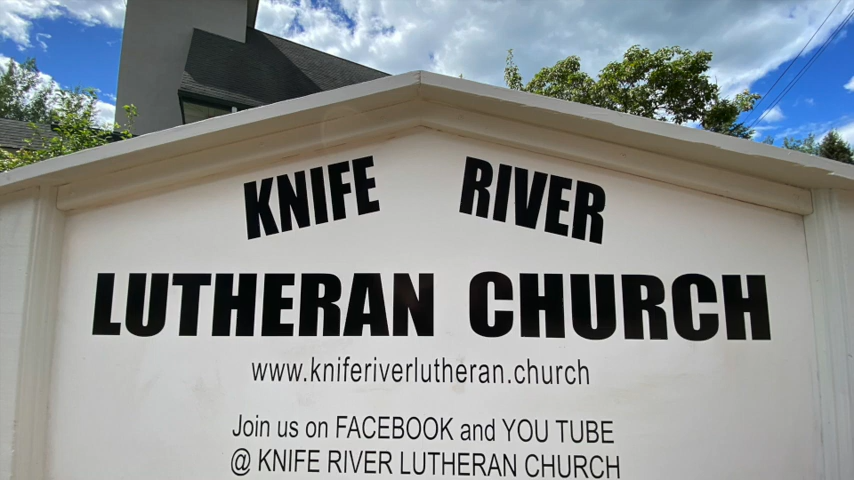 KNIFE RIVER
LUTHERAN CHURCH
www.kniferiverlutheran.church
Join us on FACEBOOK and YOU TUBE
@ KNIFE RIVER LUTHERAN CHURCH